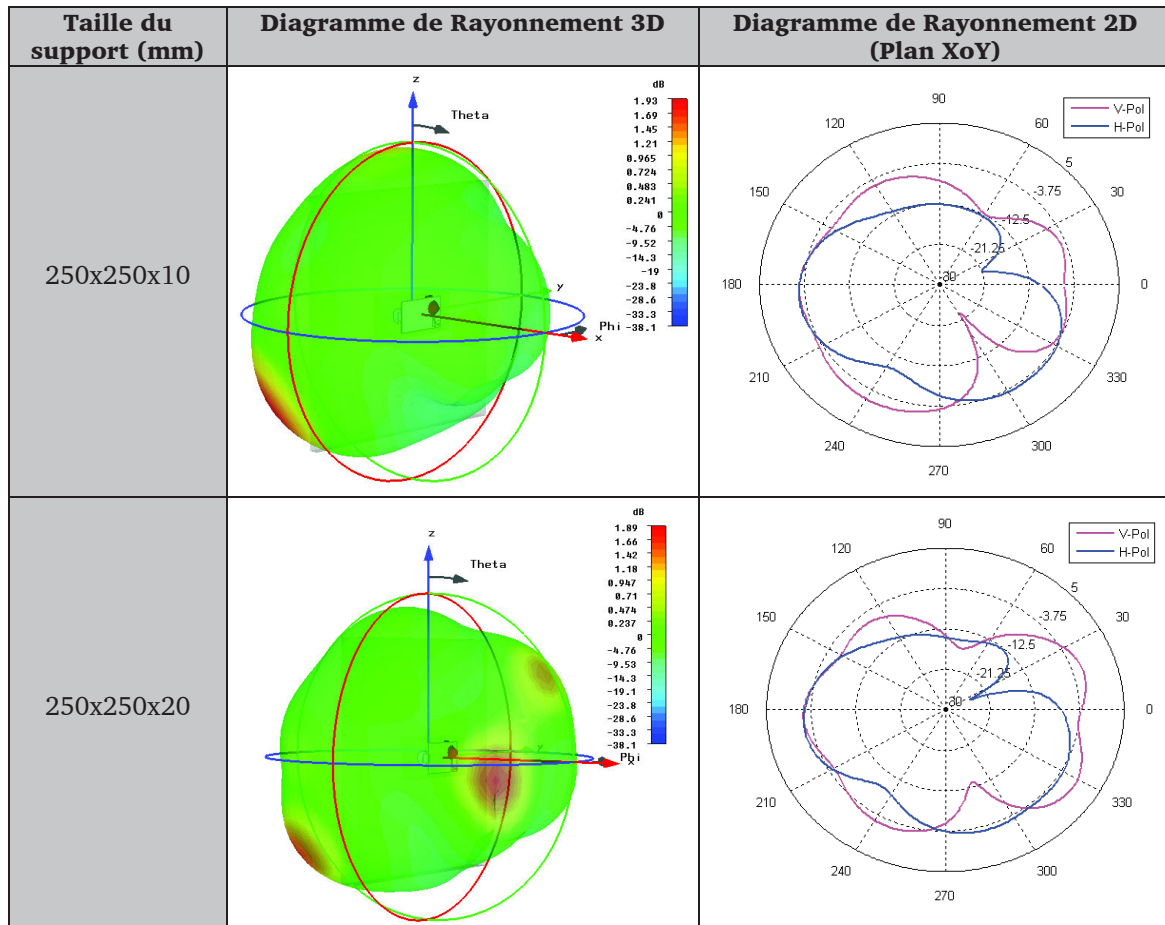 Taille du
support (mm)
Diagramme de Rayonnement 3D
Diagramme de Rayonnement 2D
(Plan XoY)
250x250x10
z
Theta
y
Phi
x
dB
1.93
1.69
1.45
1.21
0.965
0.724
0.483
0.241
0
-4.76
-9.52
-14.3
-19
-23.8
-28.6
-33.3
-38.1
V-Pol
H-Pol
90
120
60
5
150
-3.75
30
-12.5
-21.25
180
0
210
330
240
300
270
250x250x20
z
Theta
y
Phi
x
dB
1.89
1.66
1.42
1.18
0.947
0.71
0.474
0.237
0
-4.76
-9.53
-14.3
-19.1
-23.8
-28.6
-33.3
-38.1
V-Pol
H-Pol
90
120
60
5
150
-3.75
30
-12.5
-21.25
180
0
210
330
240
300
270